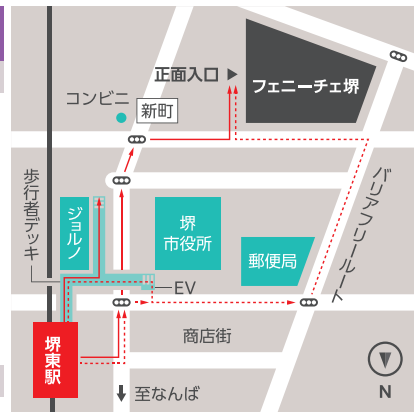 正面入口
フェニーチェ堺
コンビニ
新町
歩行者デッキ
ジョルノ
堺
市役所
バリアフリールート
郵便局
EV
商店街
堺東駅
至なんば
N